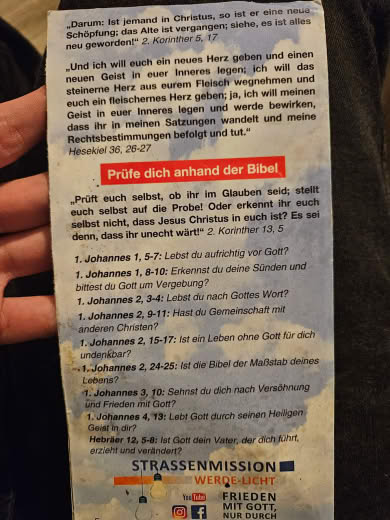 „Darum: Ist jemand in Christus, so ist er eine neue
Schöpfung; das Alte ist vergangen; siehe, es ist alles
neu geworden!“ 2. Korinther 5, 17
„Und ich will euch ein neues Herz geben und einen
neuen Geist in euer Inneres legen; ich will das
steinerne Herz aus eurem Fleisch wegnehmen und
euch ein fleischernes Herz geben; ja, ich will meinen
Geist in euer Inneres legen und werde bewirken,
dass ihr in meinen Satzungen wandelt und meine
Rechtsbestimmungen befolgt und tut.“
Hesekiel 36, 26-27
Prüfe dich anhand der Bibel
„Prüft euch selbst, ob ihr im Glauben seid; stellt
euch selbst auf die Probe! Oder erkennt ihr euch
selbst nicht, dass Jesus Christus in euch ist? Es sei
denn, dass ihr unecht wärt!“ 2. Korinther 13, 5
1. Johannes 1, 5-7: Lebst du aufrichtig vor Gott?
1. Johannes 1, 8-10: Erkennst du deine Sünden und
bittest du Gott um Vergebung?
1. Johannes 2, 3-4: Lebst du nach Gottes Wort?
1. Johannes 2, 9-11: Hast du Gemeinschaft mit
anderen Christen?
1. Johannes 2, 15-17: Ist ein Leben ohne Gott für dich
undenkbar?
1. Johannes 2, 24-25: Ist die Bibel der Maßstab deines
Lebens?
1. Johannes 3, 10: Sehnst du dich nach Versöhnung
und Frieden mit Gott?
1. Johannes 4, 13: Lebt Gott durch seinen Heiligen
Geist in dir?
Hebräer 12, 5-8: Ist Gott dein Vater, der dich führt,
erzieht und verändert?
STRASSENMISSION
WERDE-LICHT
YouTube
FRIEDEN
MIT GOTT,
NUR DURCH